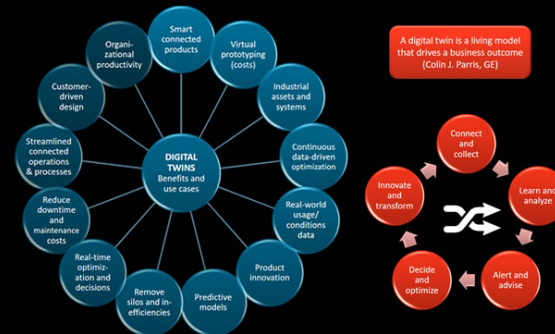 Smart
connected
products
Virtual
prototyping
(costs)
Industrial
assets and
systems
Continuous
data-driven
optimization
Real-world
usage/
conditions
data
Product
innovation
Predictive
models
Remove
silos and in-
efficiencies
Real-time
optimiz-
ation and
decisions
Reduce
downtime and
maintenance
costs
Streamlined
connected
operations
& processes
Customer-
driven
design
Organi-
zational
productivity
DIGITAL
TWINS
Benefits and
use cases
A digital twin is a living model
that drives a business outcome
(Colin J. Parris, GE)
Connect
and
collect
Learn and
analyze
Alert and
advise
Decide
and
optimize
Innovate
and
transform